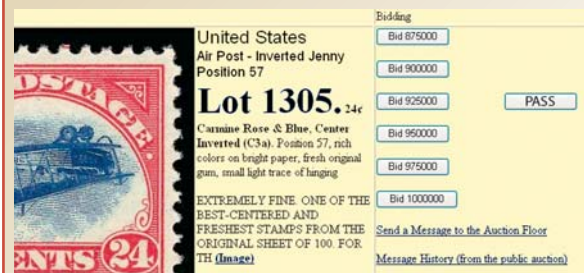 Bidding
United States
Air Post - Inverted Jenny
Position 57
Lot 1305. 24¢
Carmine Rose & Blue, Center
Inverted (C3a). Position 57, rich
colors on bright paper, fresh original
gum, small light trace of hinging
EXTREMELY FINE. ONE OF THE
BEST-CENTERED AND
FRESHEST STAMPS FROM THE
ORIGINAL SHEET OF 100. FOR
TH (Image)
Bid 875000
Bid 900000
Bid 925000
PASS
Bid 950000
Bid 975000
Bid 1000000
Send a Message to the Auction Floor
Message History (from the public auction)
POSTAGE
ENTS 24